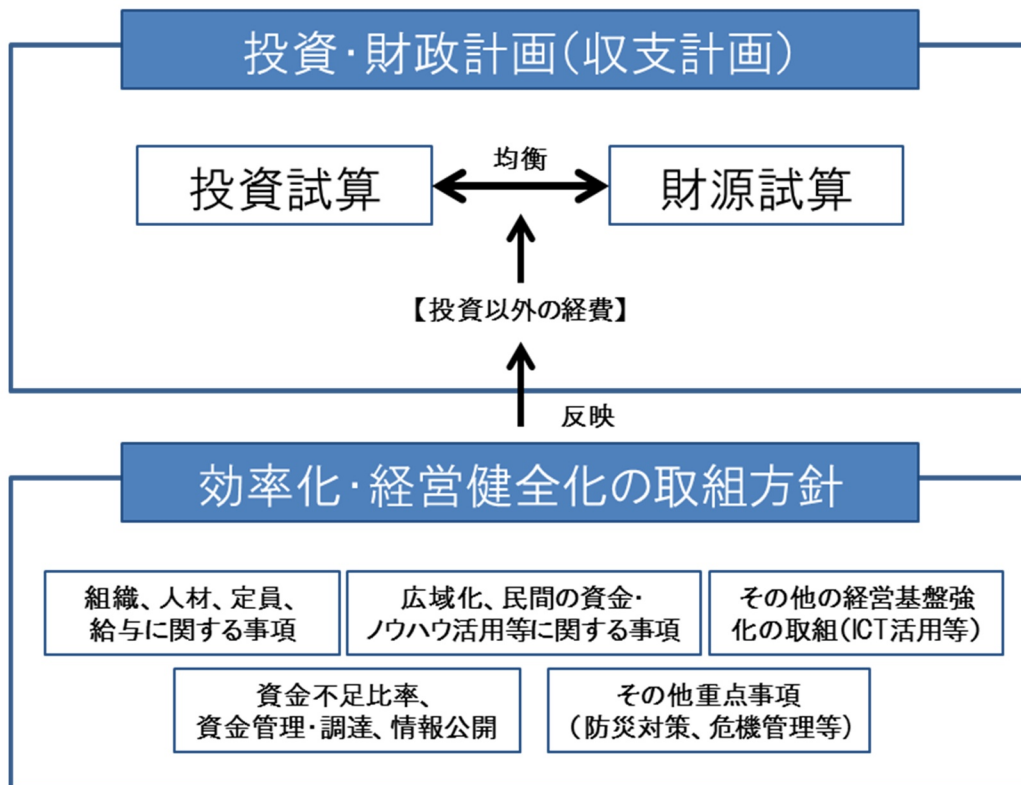 投資・財政計画(収支計画)
均衡
投資試算
財源試算
【投資以外の経費】
反映
効率化・経営健全化の取組方針
組織、人材、定員、
給与に関する事項
広域化、民間の資金・
ノウハウ活用等に関する事項
その他の経営基盤強
化の取組(ICT活用等)
資金不足比率、
資金管理・調達、情報公開
その他重点事項
(防災対策、危機管理等)